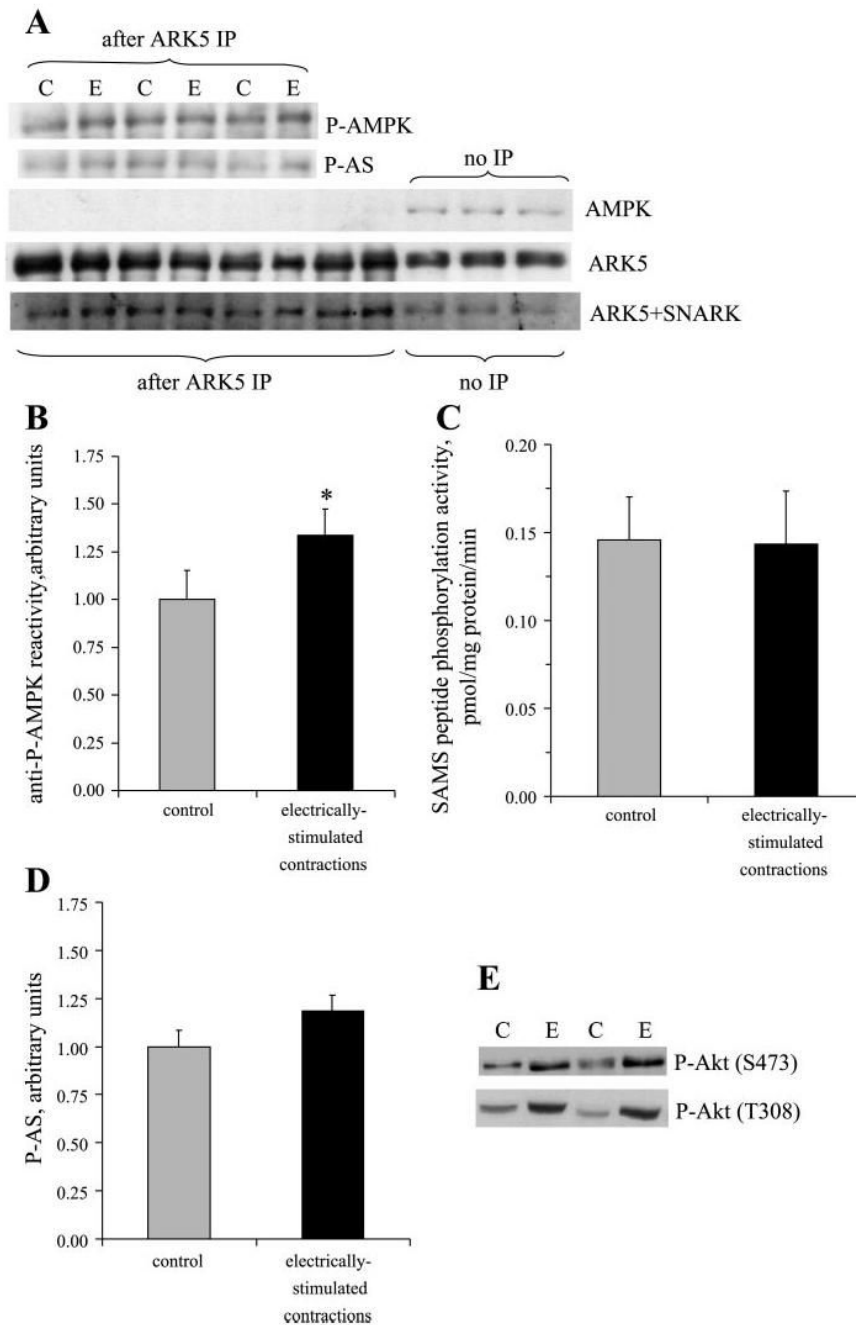 A
after ARK5 IP
C E C E C E
P-AMPK
P-AS
no IP
AMPK
ARK5
ARK5+SNARK
after ARK5 IP
no IP
B
anti-P-AMPK reactivity,arbitrary units
1.75
1.50
1.25
1.00
0.75
0.50
0.25
0.00
*
control
electrically-
stimulated
contractions
C
SAMS peptide phosphorylation activity,
pmol/mg protein/min
0.20
0.15
0.10
0.05
0.00
control
electrically-
stimulated
contractions
D
P-AS, arbitrary units
1.75
1.50
1.25
1.00
0.75
0.50
0.25
0.00
control
electrically-
stimulated
contractions
E
C E C E
P-Akt (S473)
P-Akt (T308)